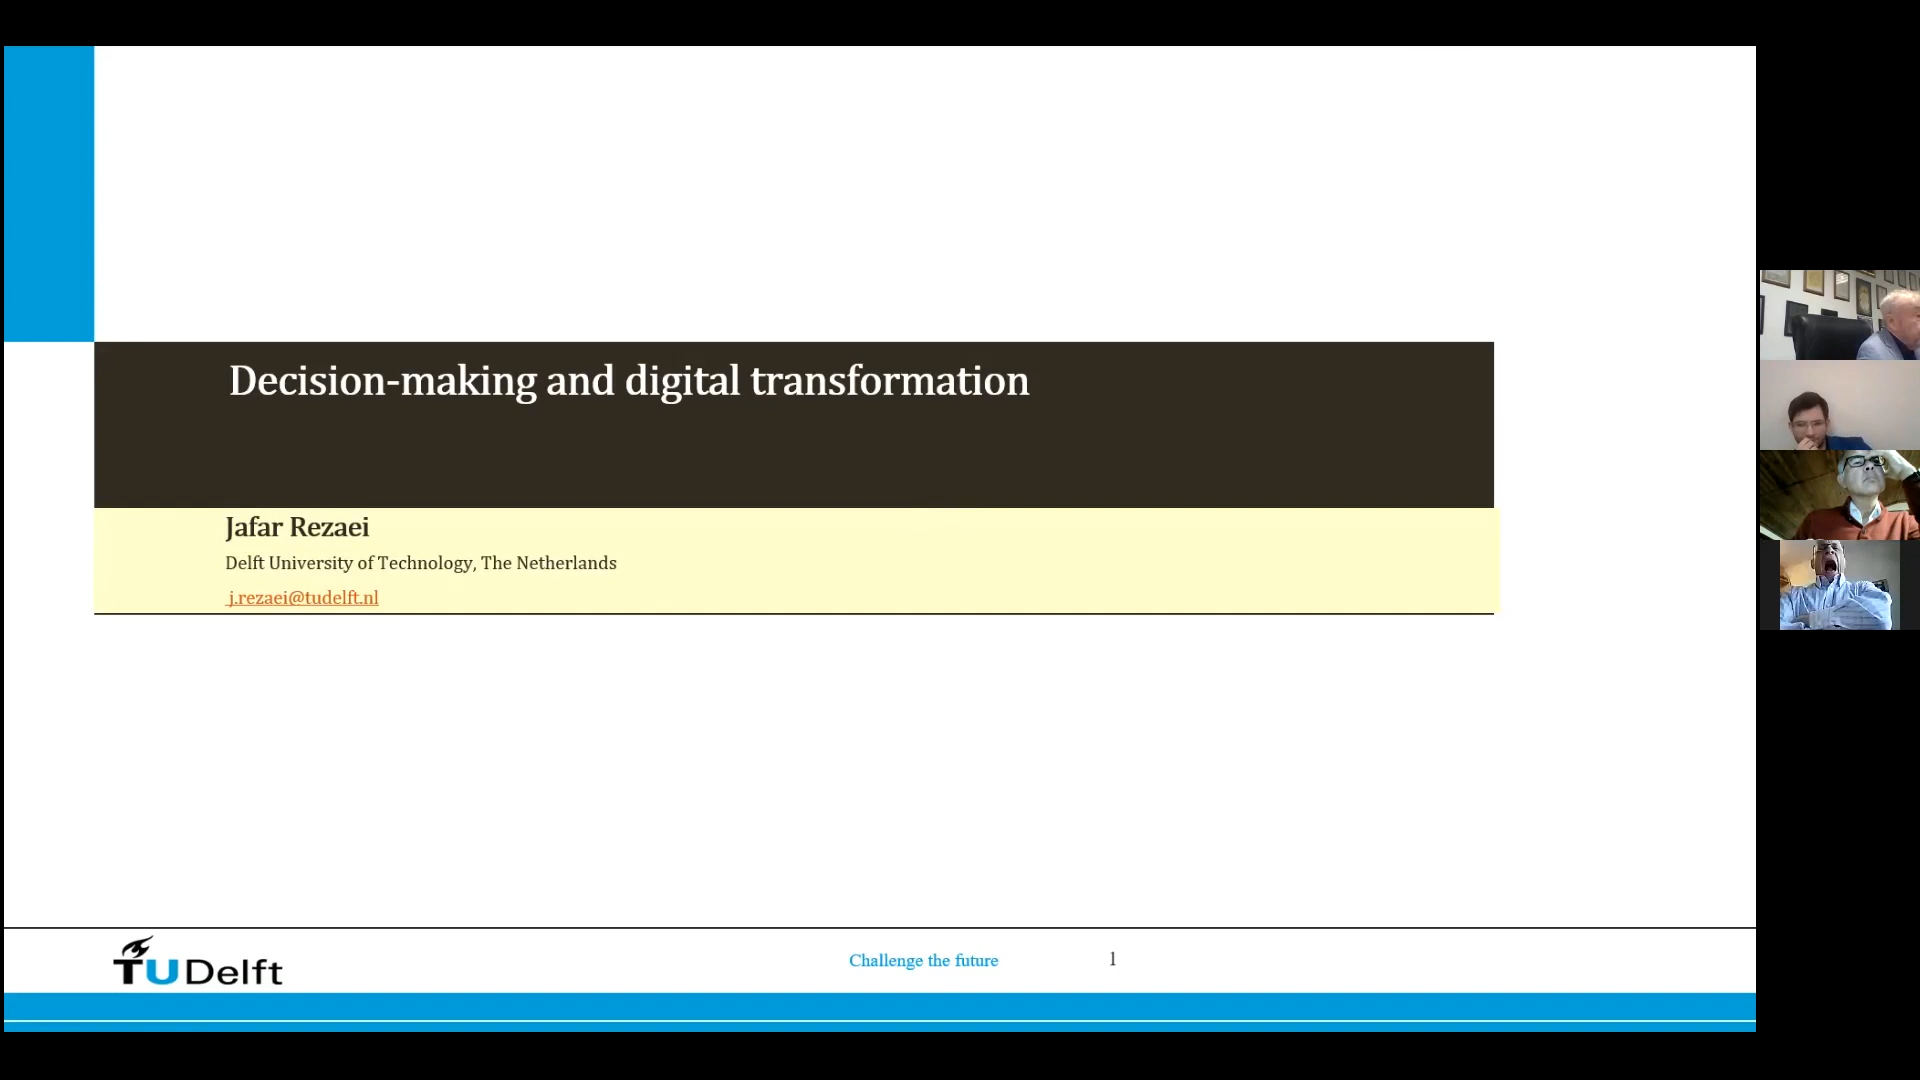 Decision-making and digital transformation
Jafar Rezaei
Delft University of Technology, The Netherlands
j.rezaei@tudelft.nl
TUDelft
Challenge the future
1